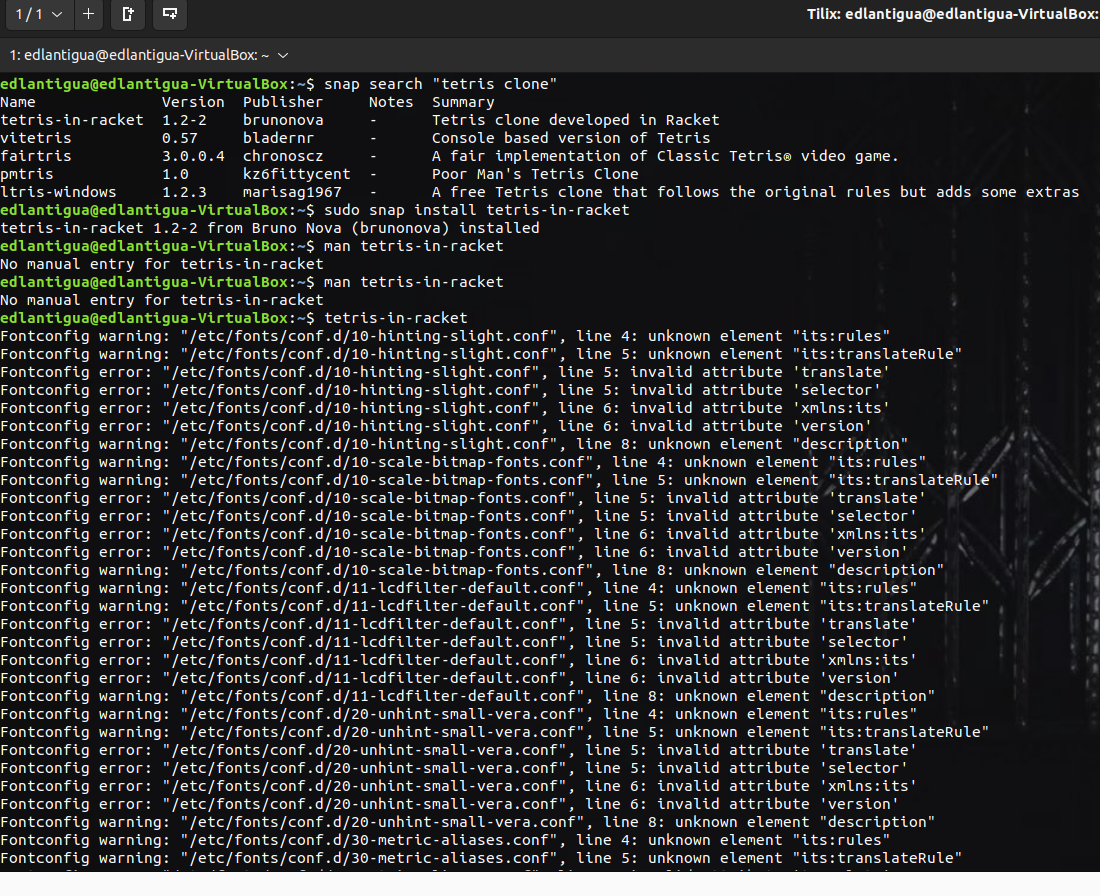 1 / 1
Tilix: edlantigua@edlantigua-VirtualBox:
1: edlantigua@edlantigua-VirtualBox: ~
edlantigua@edlantigua-VirtualBox:~$ snap search "tetris clone"
Name Version Publisher Notes Summary
tetris-in-racket 1.2-2 brunonova - Tetris clone developed in Racket
vitetris 0.57 bladernr - Console based version of Tetris
fairtris 3.0.0.4 chronoscz - A fair implementation of Classic Tetris® video game.
pmtris 1.0 kz6fittycent - Poor Man's Tetris Clone
ltris-windows 1.2.3 marisag1967 - A free Tetris clone that follows the original rules but adds some extras
edlantigua@edlantigua-VirtualBox:~$ sudo snap install tetris-in-racket
tetris-in-racket 1.2-2 from Bruno Nova (brunonova) installed
edlantigua@edlantigua-VirtualBox:~$ man tetris-in-racket
No manual entry for tetris-in-racket
edlantigua@edlantigua-VirtualBox:~$ man tetris-in-racket
No manual entry for tetris-in-racket
edlantigua@edlantigua-VirtualBox:~$ tetris-in-racket
Fontconfig warning: "/etc/fonts/conf.d/10-hinting-slight.conf", line 4: unknown element "its:rules"
Fontconfig warning: "/etc/fonts/conf.d/10-hinting-slight.conf", line 5: unknown element "its:translateRule"
Fontconfig error: "/etc/fonts/conf.d/10-hinting-slight.conf", line 5: invalid attribute 'translate'
Fontconfig error: "/etc/fonts/conf.d/10-hinting-slight.conf", line 5: invalid attribute 'selector'
Fontconfig error: "/etc/fonts/conf.d/10-hinting-slight.conf", line 6: invalid attribute 'xmlns:its'
Fontconfig error: "/etc/fonts/conf.d/10-hinting-slight.conf", line 6: invalid attribute 'version'
Fontconfig warning: "/etc/fonts/conf.d/10-hinting-slight.conf", line 8: unknown element "description"
Fontconfig warning: "/etc/fonts/conf.d/10-scale-bitmap-fonts.conf", line 4: unknown element "its:rules"
Fontconfig warning: "/etc/fonts/conf.d/10-scale-bitmap-fonts.conf", line 5: unknown element "its:translateRule"
Fontconfig error: "/etc/fonts/conf.d/10-scale-bitmap-fonts.conf", line 5: invalid attribute 'translate'
Fontconfig error: "/etc/fonts/conf.d/10-scale-bitmap-fonts.conf", line 5: invalid attribute 'selector'
Fontconfig error: "/etc/fonts/conf.d/10-scale-bitmap-fonts.conf", line 6: invalid attribute 'xmlns:its'
Fontconfig error: "/etc/fonts/conf.d/10-scale-bitmap-fonts.conf", line 6: invalid attribute 'version'
Fontconfig warning: "/etc/fonts/conf.d/10-scale-bitmap-fonts.conf", line 8: unknown element "description"
Fontconfig warning: "/etc/fonts/conf.d/11-lcdfilter-default.conf", line 4: unknown element "its:rules"
Fontconfig warning: "/etc/fonts/conf.d/11-lcdfilter-default.conf", line 5: unknown element "its:translateRule"
Fontconfig error: "/etc/fonts/conf.d/11-lcdfilter-default.conf", line 5: invalid attribute 'translate'
Fontconfig error: "/etc/fonts/conf.d/11-lcdfilter-default.conf", line 5: invalid attribute 'selector'
Fontconfig error: "/etc/fonts/conf.d/11-lcdfilter-default.conf", line 6: invalid attribute 'xmlns:its'
Fontconfig error: "/etc/fonts/conf.d/11-lcdfilter-default.conf", line 6: invalid attribute 'version'
Fontconfig warning: "/etc/fonts/conf.d/11-lcdfilter-default.conf", line 8: unknown element "description"
Fontconfig warning: "/etc/fonts/conf.d/20-unhint-small-vera.conf", line 4: unknown element "its:rules"
Fontconfig warning: "/etc/fonts/conf.d/20-unhint-small-vera.conf", line 5: unknown element "its:translateRule"
Fontconfig error: "/etc/fonts/conf.d/20-unhint-small-vera.conf", line 5: invalid attribute 'translate'
Fontconfig error: "/etc/fonts/conf.d/20-unhint-small-vera.conf", line 5: invalid attribute 'selector'
Fontconfig error: "/etc/fonts/conf.d/20-unhint-small-vera.conf", line 6: invalid attribute 'xmlns:its'
Fontconfig error: "/etc/fonts/conf.d/20-unhint-small-vera.conf", line 6: invalid attribute 'version'
Fontconfig warning: "/etc/fonts/conf.d/20-unhint-small-vera.conf", line 8: unknown element "description"
Fontconfig warning: "/etc/fonts/conf.d/30-metric-aliases.conf", line 4: unknown element "its:rules"
Fontconfig warning: "/etc/fonts/conf.d/30-metric-aliases.conf", line 5: unknown element "its:translateRule"